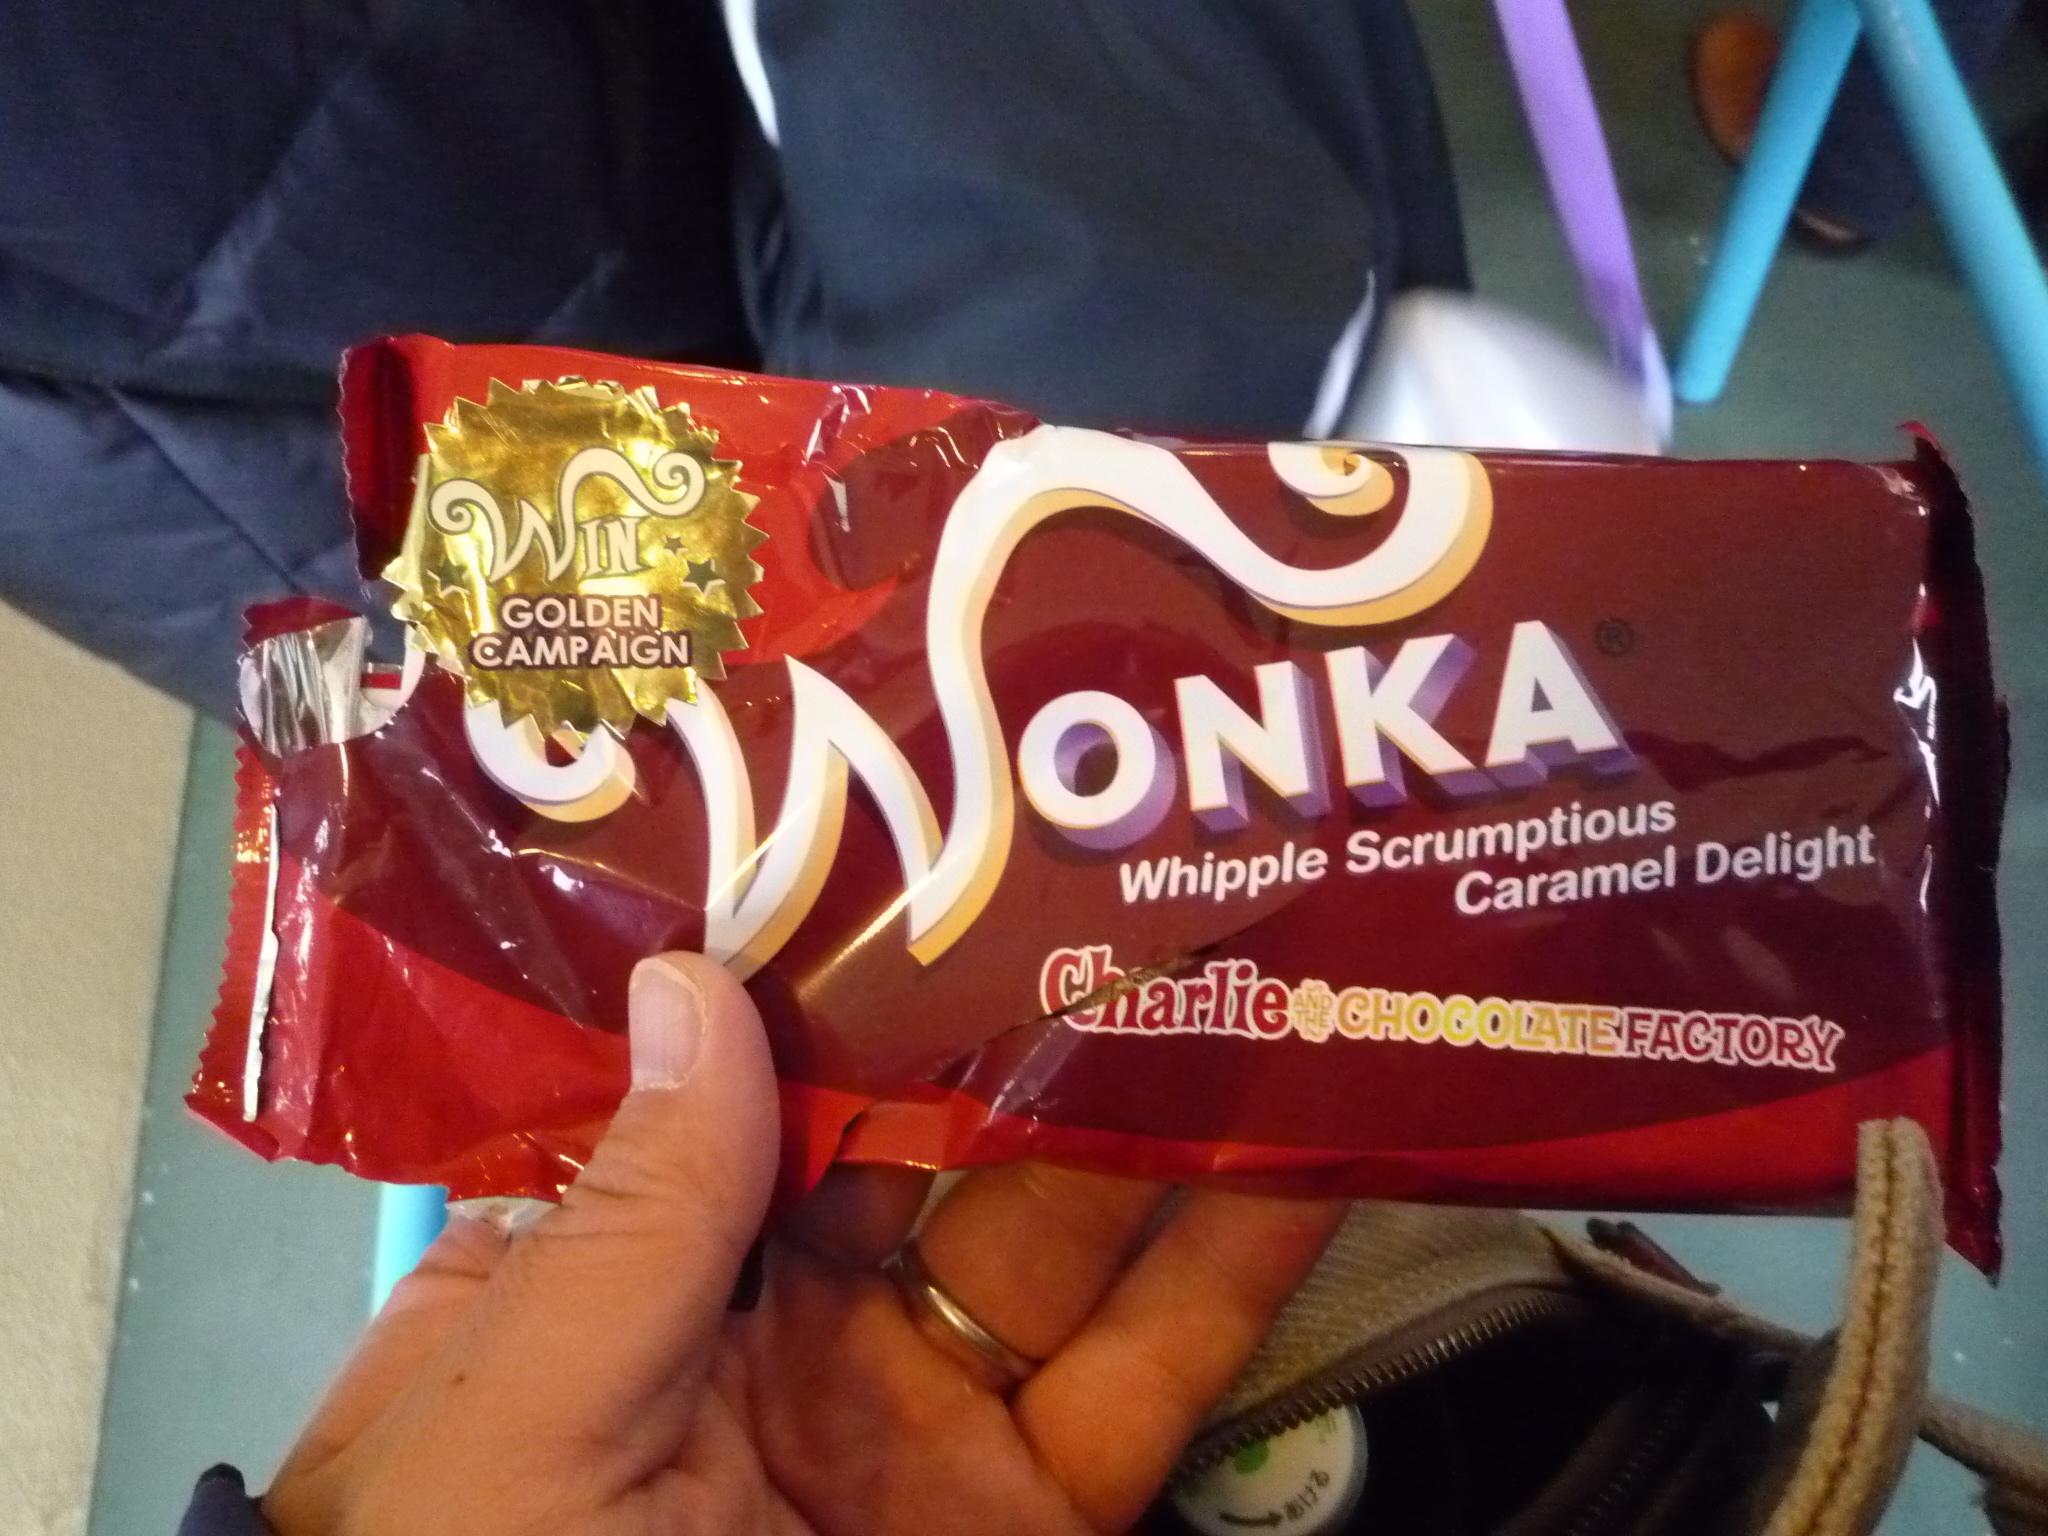 WIN
GOLDEN
CAMPAIGN
WONKA®
Whipple Scrumptious
Caramel Delight
Charlie AND THE CHOCOLATE FACTORY